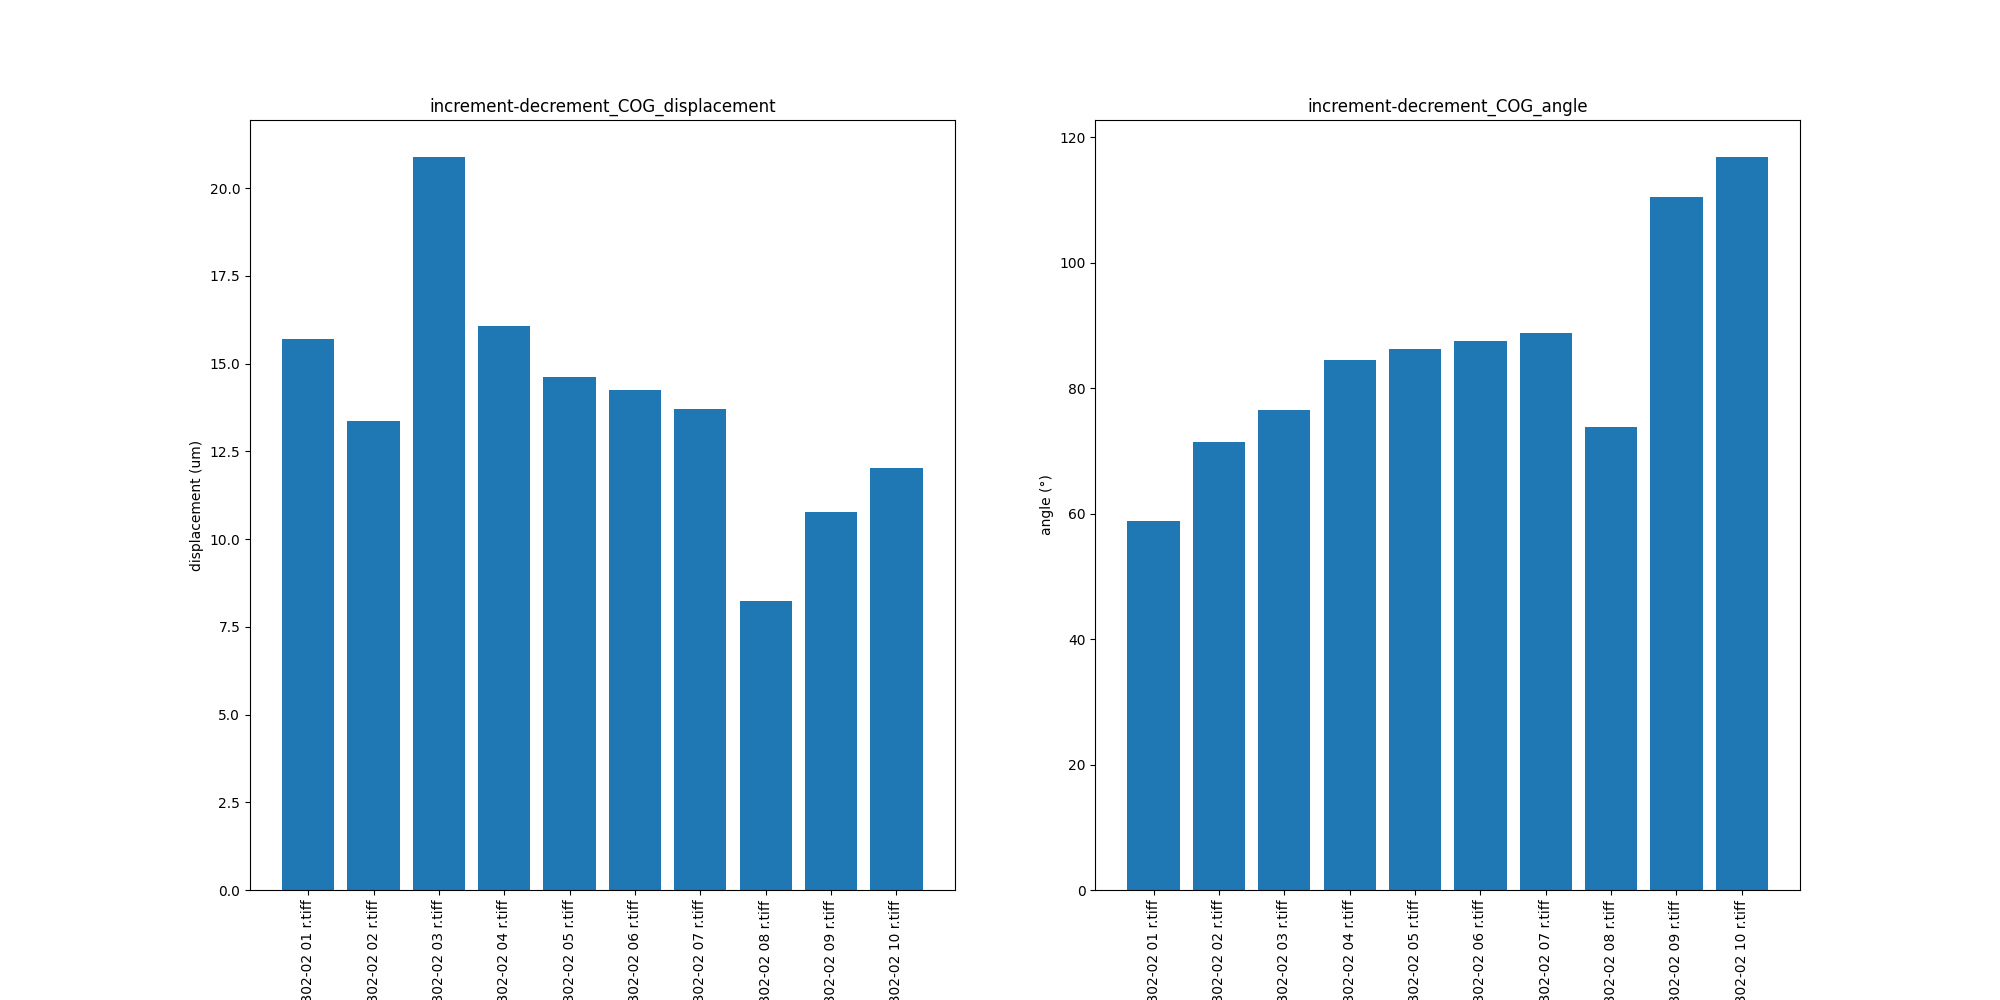 increment-decrement_COG_displacement
displacement (um)
20.0
17.5
15.0
12.5
10.0
7.5
5.0
2.5
0.0
302-02 01 r.tiff
302-02 02 r.tiff
302-02 03 r.tiff
302-02 04 r.tiff
302-02 05 r.tiff
302-02 06 r.tiff
302-02 07 r.tiff
302-02 08 r.tiff
302-02 09 r.tiff
302-02 10 r.tiff
increment-decrement_COG_angle
angle (°)
120
100
80
60
40
20
0
302-02 01 r.tiff
302-02 02 r.tiff
302-02 03 r.tiff
302-02 04 r.tiff
302-02 05 r.tiff
302-02 06 r.tiff
302-02 07 r.tiff
302-02 08 r.tiff
302-02 09 r.tiff
302-02 10 r.tiff